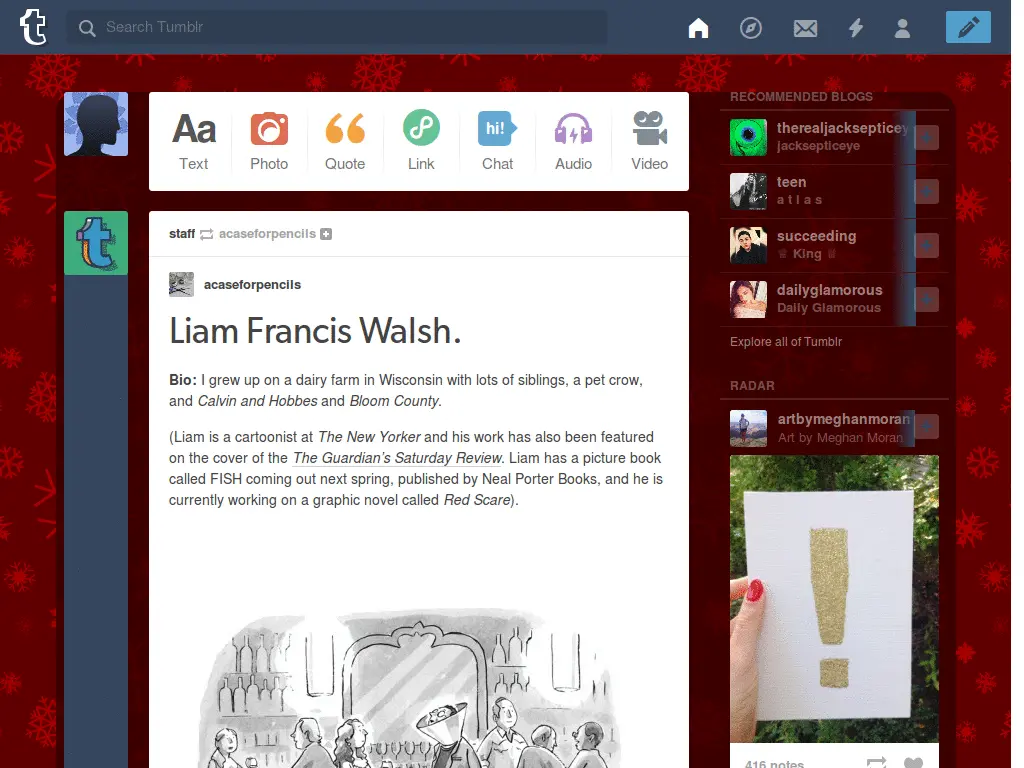 Search Tumblr
Aa
hi!
Text
Photo
Quote
Link
Chat
Audio
Video
staff acaseforpencils
acaseforpencils
Liam Francis Walsh.
Bio: I grew up on a dairy farm in Wisconsin with lots of siblings, a pet crow,
and Calvin and Hobbes and Bloom County.
(Liam is a cartoonist at The New Yorker and his work has also been featured
on the cover of the The Guardian's Saturday Review. Liam has a picture book
called FISH coming out next spring, published by Neal Porter Books, and he is
currently working on a graphic novel called Red Scare).
RECOMMENDED BLOGS
therealjacksepticey
jacksepticeye
teen
a t l a s
succeeding
♕ King ♕
dailyglamorous
Daily Glamorous
Explore all of Tumblr
RADAR
artbymeghanmoran
Art by Meghan Moran
416 notes